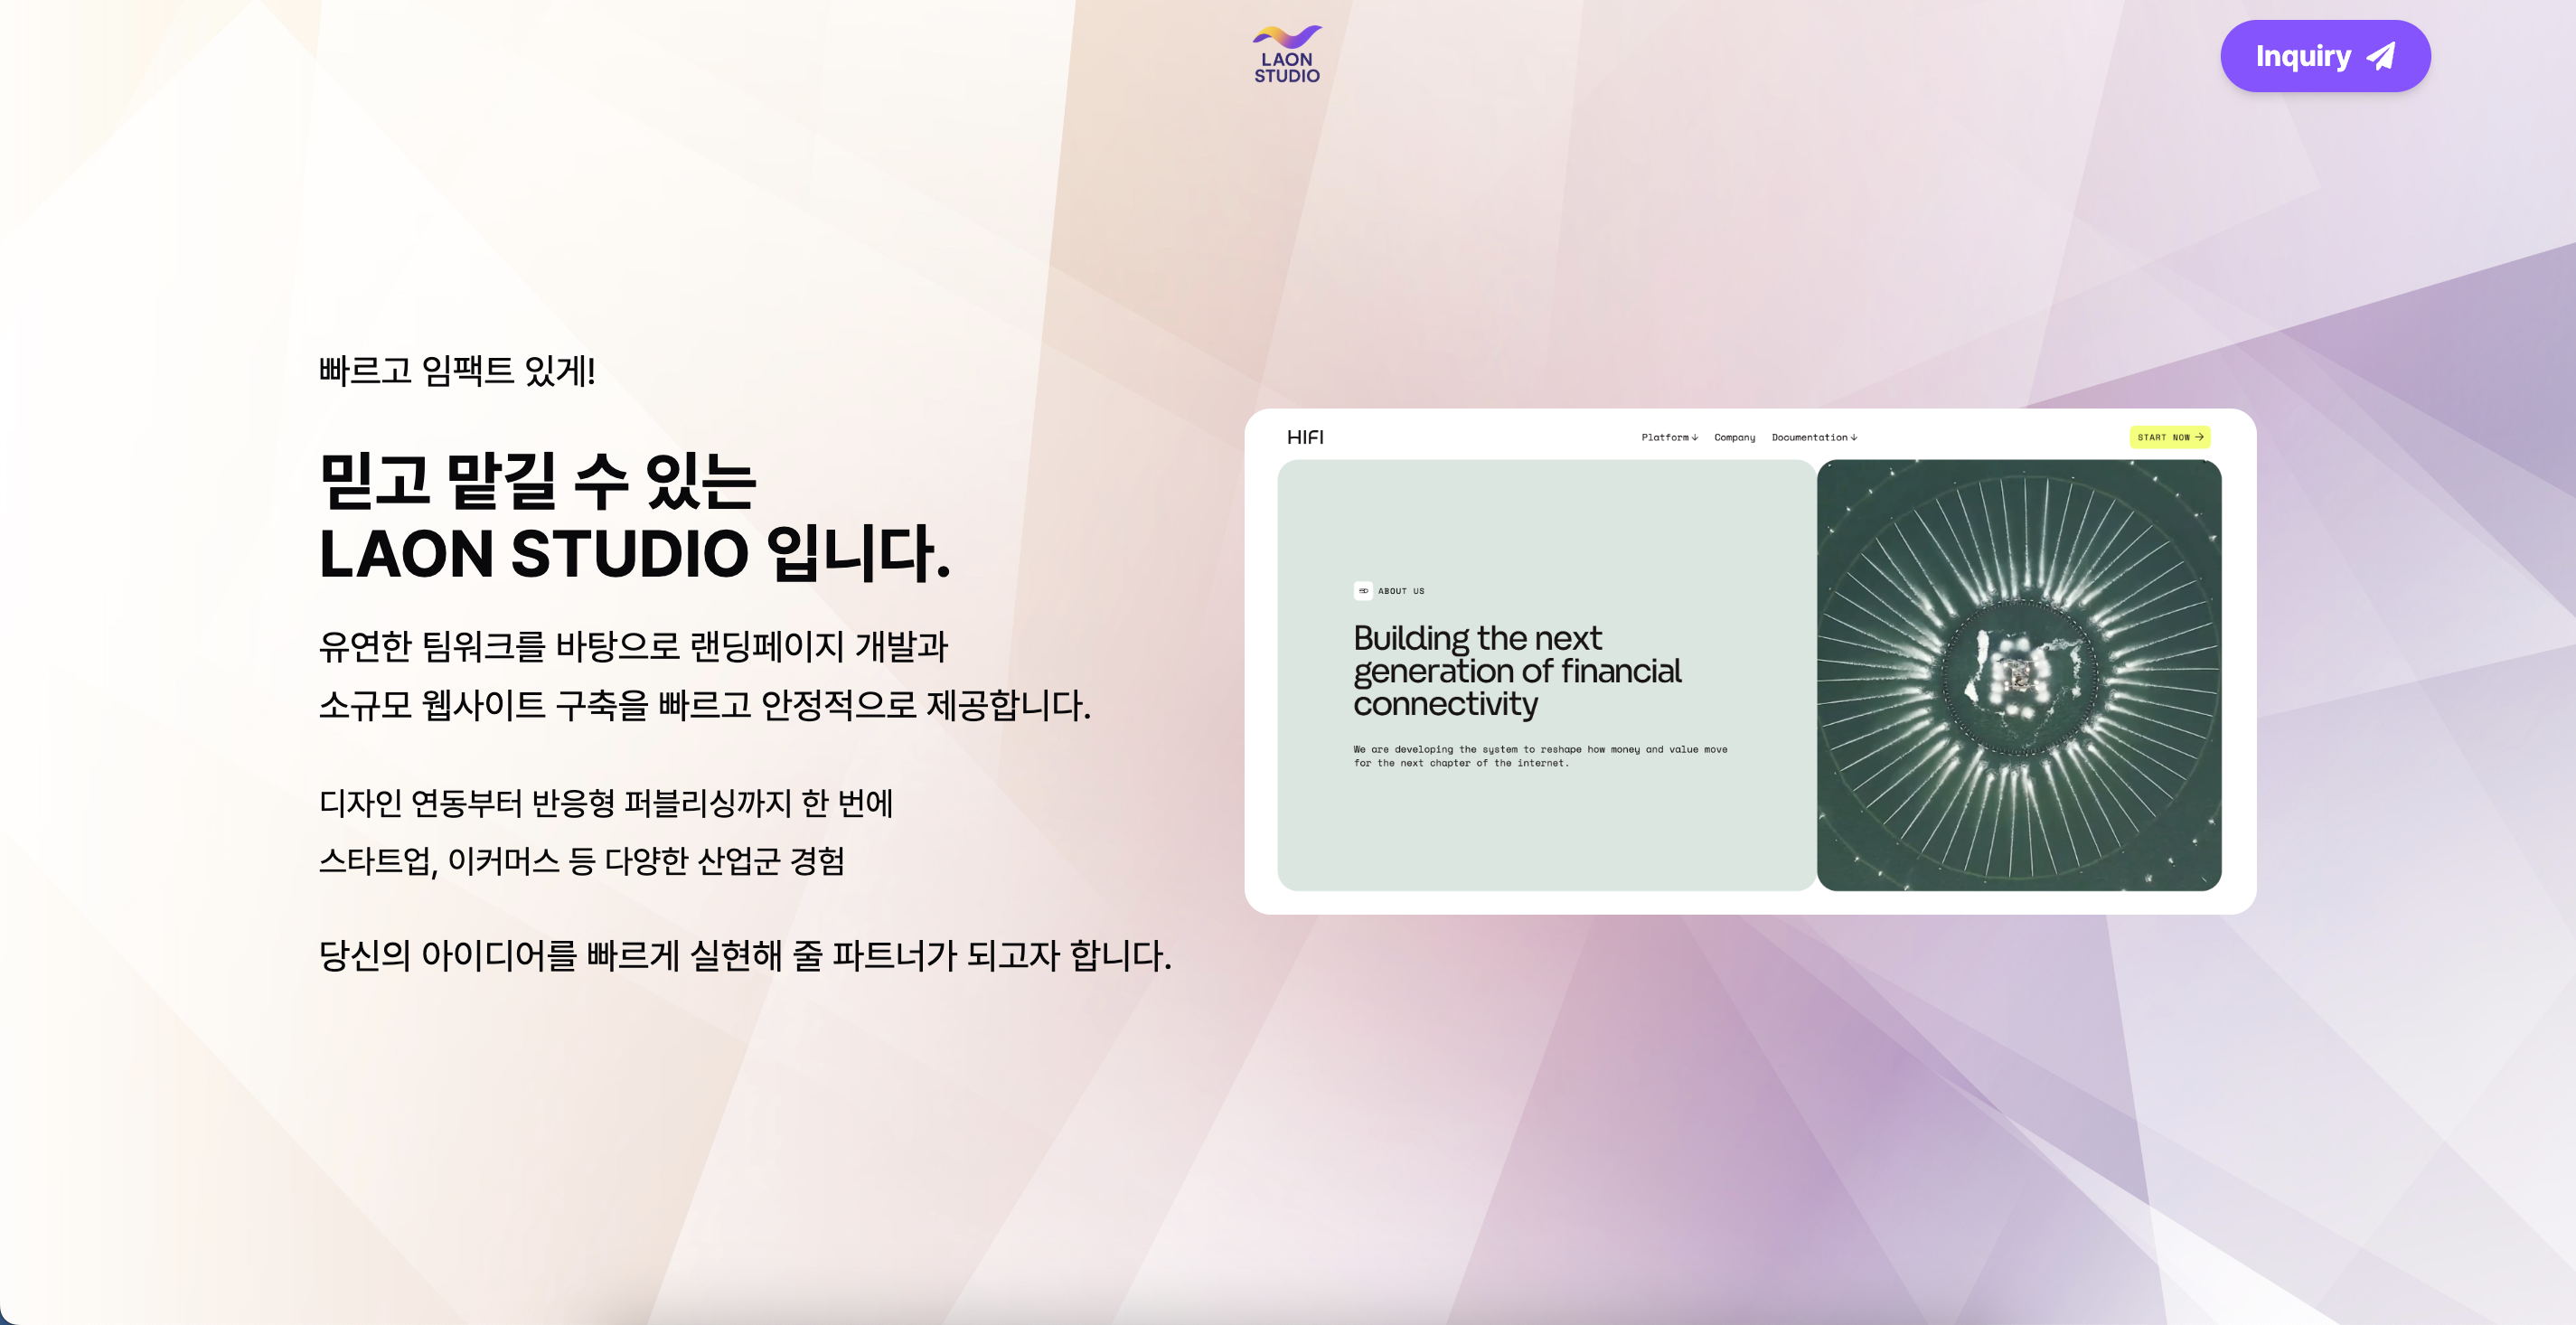 LAON
STUDIO
Inquiry
빠르고 임팩트 있게!
믿고 맡길 수 있는
LAON STUDIO 입니다.
유연한 팀워크를 바탕으로 랜딩페이지 개발과
소규모 웹사이트 구축을 빠르고 안정적으로 제공합니다.
디자인 연동부터 반응형 퍼블리싱까지 한 번에
스타트업, 이커머스 등 다양한 산업군 경험
당신의 아이디어를 빠르게 실현해 줄 파트너가 되고자 합니다.
HIFI
Platform ↓ Company Documentation ↓
START NOW →
ABOUT US
Building the next
generation of financial
connectivity
We are developing the system to reshape how money and value move
for the next chapter of the internet.